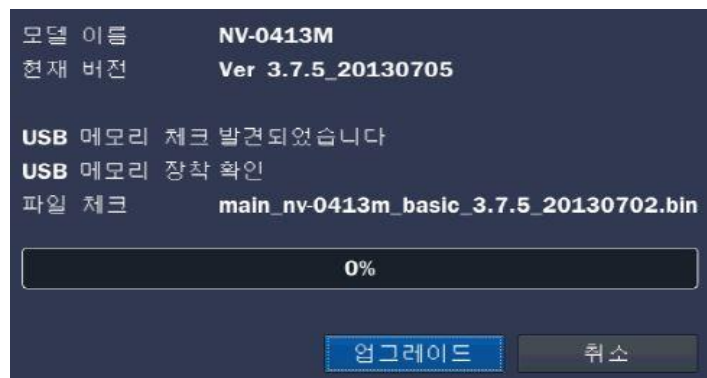 모델 이름 NV-0413M
현재 버전 Ver 3.7.5_20130705
USB 메모리 체크 발견되었습니다
USB 메모리 장착 확인
파일 체크 main_nv-0413m_basic_3.7.5_20130702.bin
0%
업그레이드 취소